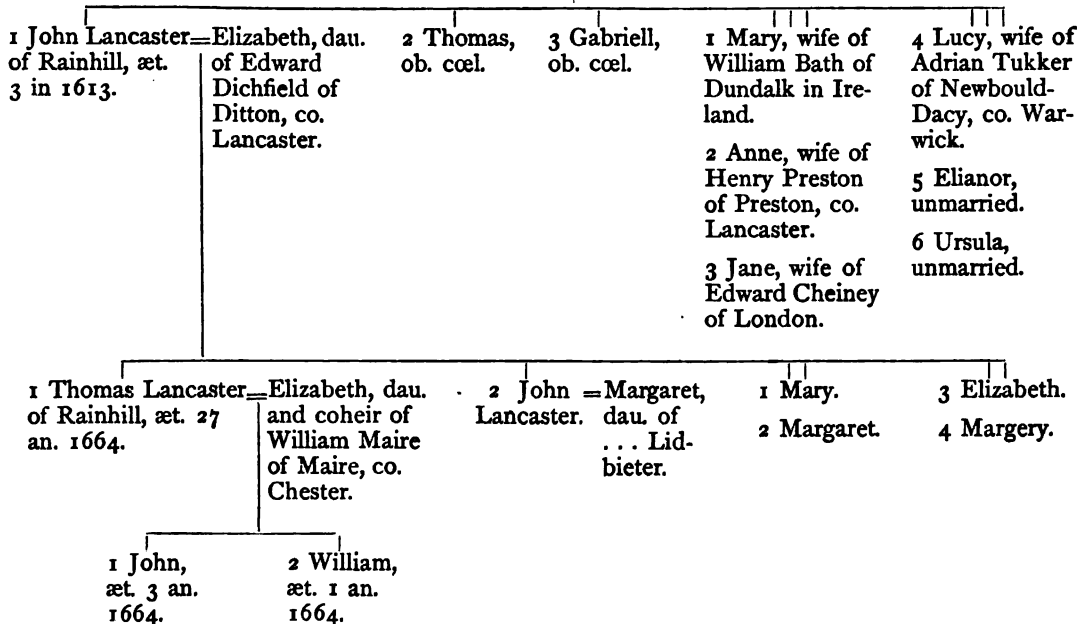 1 John Lancaster=Elizabeth, dau.
of Rainhill, æt.
3 in 1613.
of Edward
Dichfield of
Ditton, co.
Lancaster.
2 Thomas,
ob. cœl.
3 Gabriell,
ob. cœl.
1 Mary, wife of
William Bath of
Dundalk in Ire-
land.
2 Anne, wife of
Henry Preston
of Preston, co.
Lancaster.
3 Jane, wife of
Edward Cheiney
of London.
4 Lucy, wife of
Adrian Tukker
of Newbould-
Dacy, co. War-
wick.
5 Elianor,
unmarried.
6 Ursula,
unmarried.
1 Thomas Lancaster=Elizabeth, dau.
of Rainhill, æt. 27
an. 1664.
and coheir of
William Maire
of Maire, co.
Chester.
2 John =Margaret,
Lancaster.
dau. of
... Lid-
bieter.
1 Mary.
2 Margaret.
3 Elizabeth.
4 Margery.
1 John,
æt. 3 an.
1664.
2 William,
æt. 1 an.
1664.